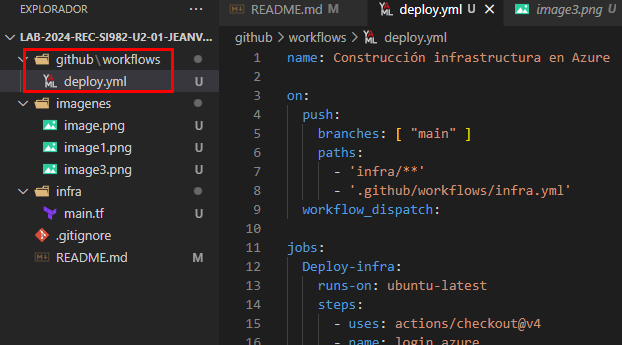 EXPLORADOR
LAB-2024-REC-SI982-U2-01-JEANV...
github\workflows
deploy.yml U
imagenes
image.png U
image1.png U
image3.png U
infra
main.tf U
.gitignore
README.md M
README.md M
deploy.yml U
image3.png U
github > workflows > deploy.yml
1 name: Construcción infrastructura en Azure
2
3 on:
4 push:
5 branches: [ "main" ]
6 paths:
7 - 'infra/**'
8 - '.github/workflows/infra.yml'
9 workflow_dispatch:
10
11 jobs:
12 Deploy-infra:
13 runs-on: ubuntu-latest
14 steps:
15 - uses: actions/checkout@v4
16 - name: login azure